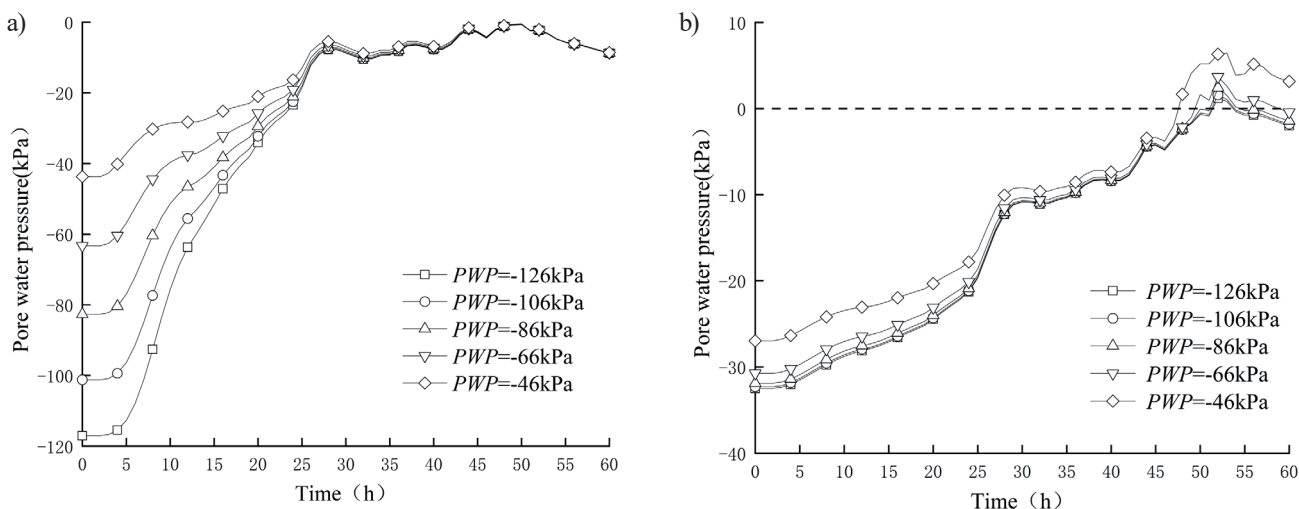 a)
Pore water pressure(kPa)
0
-20
-40
-60
-80
-100
-120
PWP=-126kPa
PWP=-106kPa
PWP=-86kPa
PWP=-66kPa
PWP=-46kPa
0 5 10 15 20 25 30 35 40 45 50 55 60
Time（h）
b)
Pore water pressure(kPa)
10
0
-10
-20
-30
-40
PWP=-126kPa
PWP=-106kPa
PWP=-86kPa
PWP=-66kPa
PWP=-46kPa
0 5 10 15 20 25 30 35 40 45 50 55 60
Time（h）